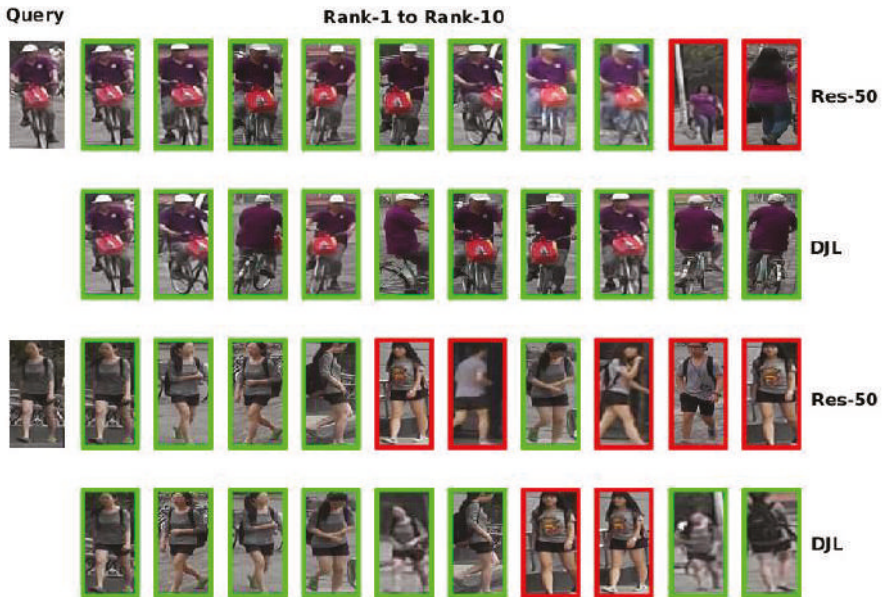 Query
Rank-1 to Rank-10
Res-50
DJL
Res-50
DJL